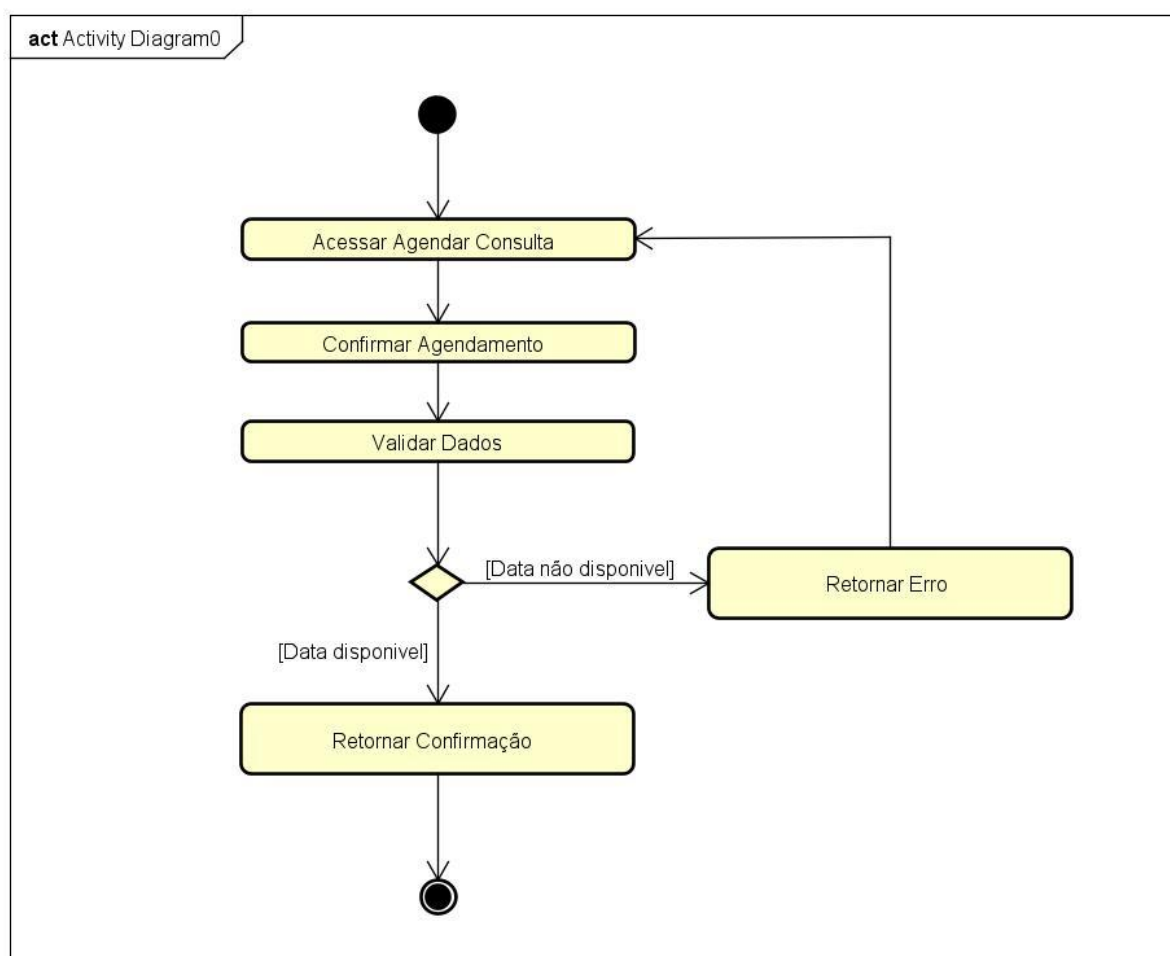 act Activity Diagram0
Acessar Agendar Consulta
Confirmar Agendamento
Validar Dados
[Data não disponivel]
Retornar Erro
[Data disponivel]
Retornar Confirmação